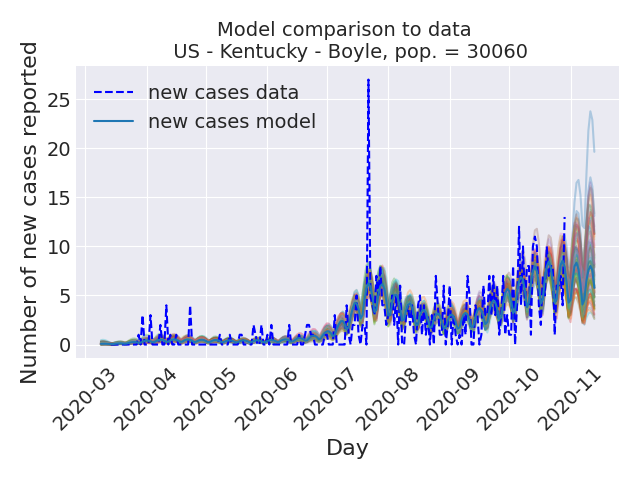 Model comparison to data
US - Kentucky - Boyle, pop. = 30060
Number of new cases reported
25
20
15
10
5
0
new cases data
new cases model
2020-03
2020-04
2020-05
2020-06
2020-07
2020-08
2020-09
2020-10
2020-11
Day